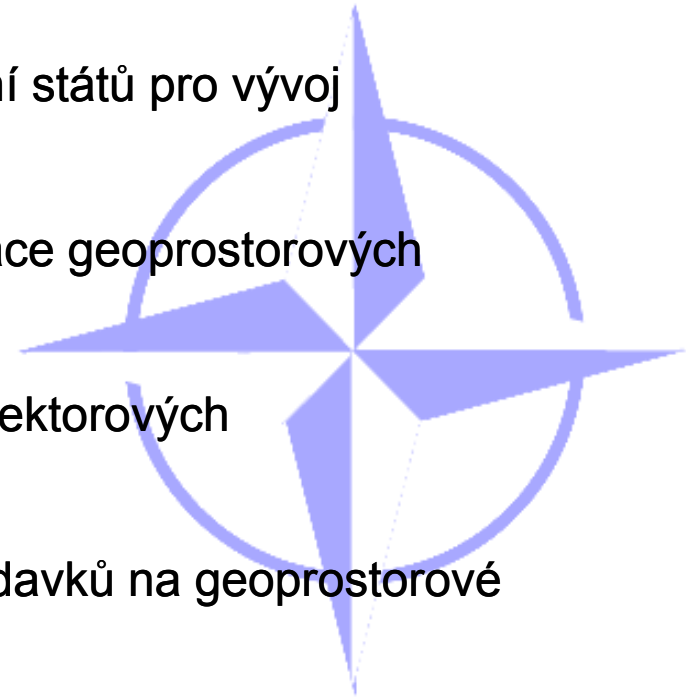 ní států pro vývoj
ace geoprostorových
ektorových
davků na geoprostorové